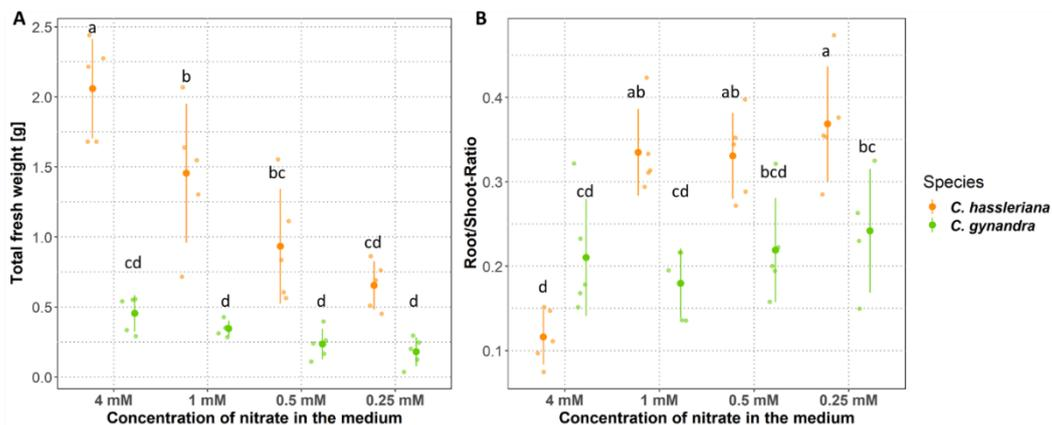 A
Total fresh weight [g]
2.5
2.0
1.5
1.0
0.5
0.0
a
b
bc
cd
cd
d
d
d
4 mM 1 mM 0.5 mM 0.25 mM
Concentration of nitrate in the medium
B
Root/Shoot-Ratio
0.4
0.3
0.2
0.1
a
ab
ab
bc
bcd
cd
cd
d
4 mM 1 mM 0.5 mM 0.25 mM
Concentration of nitrate in the medium
Species
C. hassleriana
C. gynandra